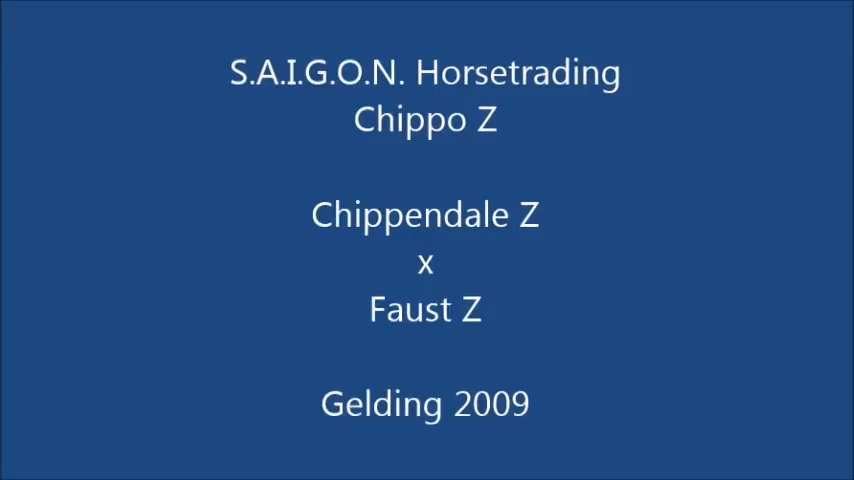 S.A.I.G.O.N. Horsetrading
Chippo Z
Chippendale Z
x
Faust Z
Gelding 2009